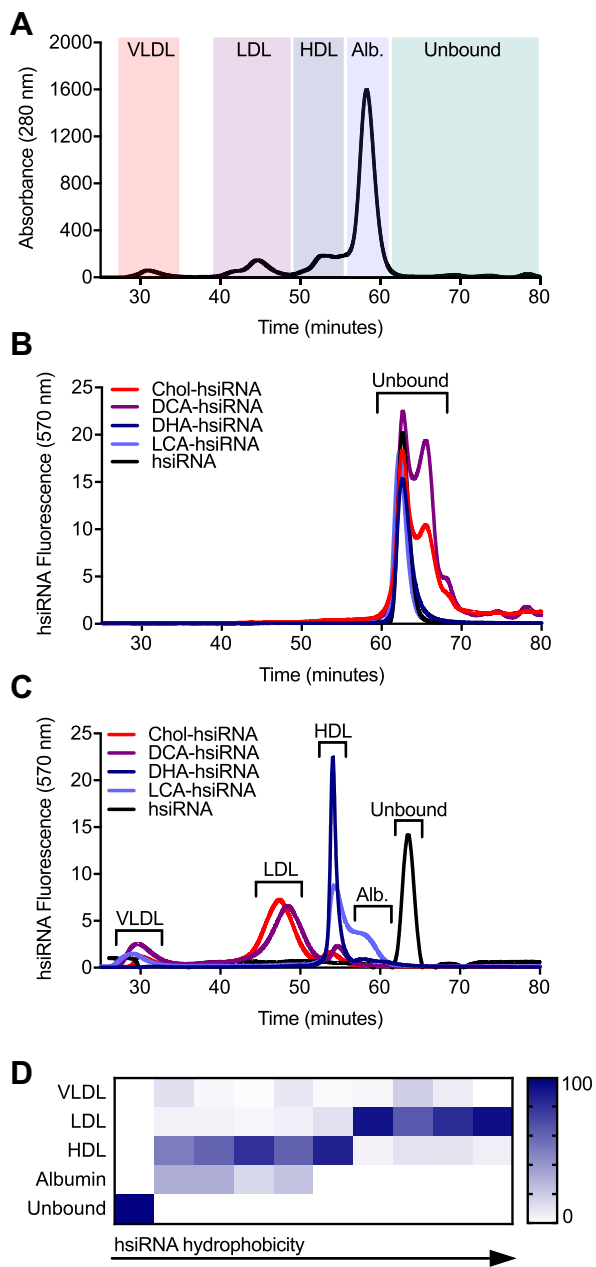 A
Absorbance (280 nm)
VLDL LDL HDL Alb. Unbound
2000
1600
1200
800
400
0
30 40 50 60 70 80
Time (minutes)
B
hsiRNA Fluorescence (570 nm)
Unbound
25
20
15
10
5
0
Chol-hsiRNA
DCA-hsiRNA
DHA-hsiRNA
LCA-hsiRNA
hsiRNA
30 40 50 60 70 80
Time (minutes)
C
hsiRNA Fluorescence (570 nm)
25
20
15
10
5
0
Chol-hsiRNA
DCA-hsiRNA
DHA-hsiRNA
LCA-hsiRNA
hsiRNA
HDL
Unbound
LDL
Alb.
VLDL
30 40 50 60 70 80
Time (minutes)
D
VLDL
LDL
HDL
Albumin
Unbound
100
0
hsiRNA hydrophobicity